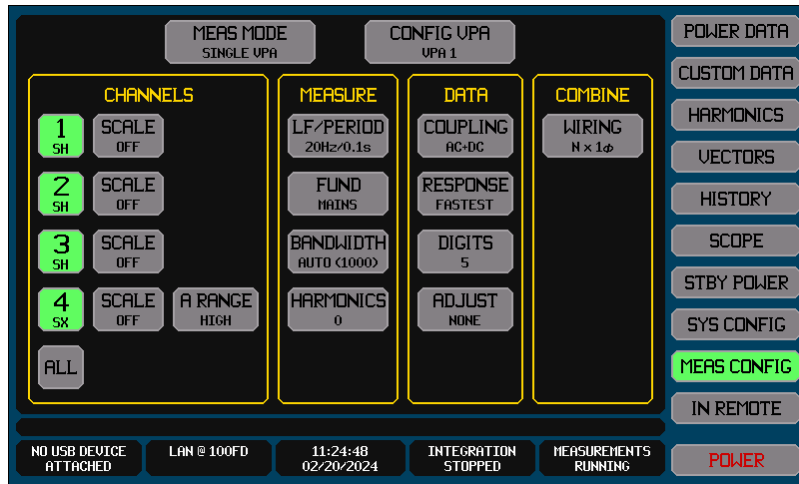 MEAS MODE
SINGLE VPA
CONFIG VPA
VPA 1
CHANNELS
1
SH
SCALE
OFF
2
SH
SCALE
OFF
3
SH
SCALE
OFF
4
SX
SCALE
OFF
A RANGE
HIGH
ALL
MEASURE
LF/PERIOD
20Hz/0.1s
FUND
MAINS
BANDWIDTH
AUTO (1000)
HARMONICS
0
DATA
COUPLING
AC+DC
RESPONSE
FASTEST
DIGITS
5
ADJUST
NONE
COMBINE
WIRING
N x 1ø
POWER DATA
CUSTOM DATA
HARMONICS
VECTORS
HISTORY
SCOPE
STBY POWER
SYS CONFIG
MEAS CONFIG
IN REMOTE
POWER
NO USB DEVICE
ATTACHED
LAN @ 100FD
11:24:48
02/20/2024
INTEGRATION
STOPPED
MEASUREMENTS
RUNNING